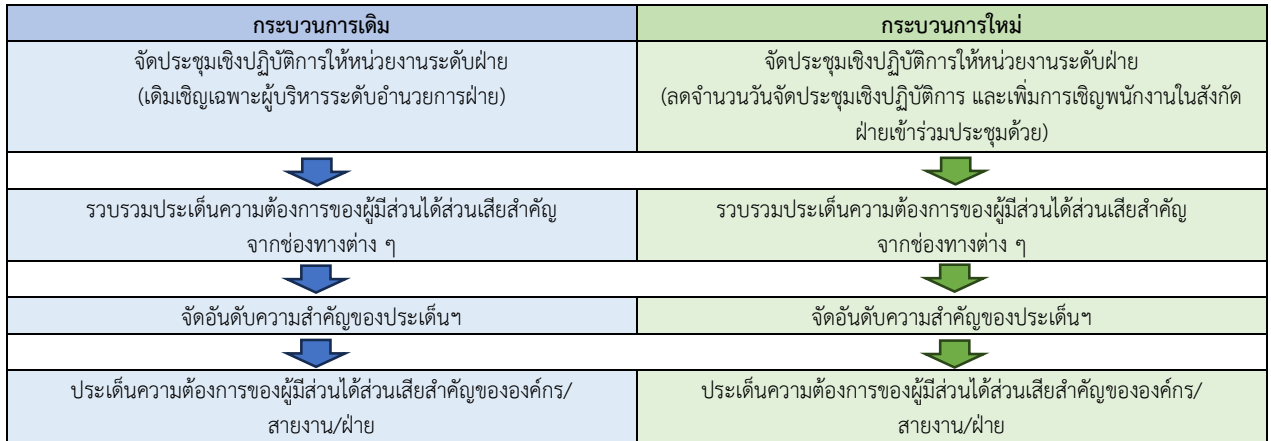 กระบวนการเดิม
กระบวนการใหม่
จัดประชุมเชิงปฏิบัติการให้หน่วยงานระดับฝ่าย
(เดิมเชิญเฉพาะผู้บริหารระดับอำนวยการฝ่าย)
จัดประชุมเชิงปฏิบัติการให้หน่วยงานระดับฝ่าย
(ลดจำนวนวันจัดประชุมเชิงปฏิบัติการ และเพิ่มการเชิญพนักงานในสังกัด
ฝ่ายเข้าร่วมประชุมด้วย)
รวบรวมประเด็นความต้องการของผู้มีส่วนได้ส่วนเสียสำคัญ
จากช่องทางต่าง ๆ
รวบรวมประเด็นความต้องการของผู้มีส่วนได้ส่วนเสียสำคัญ
จากช่องทางต่าง ๆ
จัดอันดับความสำคัญของประเด็นฯ
จัดอันดับความสำคัญของประเด็นฯ
ประเด็นความต้องการของผู้มีส่วนได้ส่วนเสียสำคัญขององค์กร/
สายงาน/ฝ่าย
ประเด็นความต้องการของผู้มีส่วนได้ส่วนเสียสำคัญขององค์กร/
สายงาน/ฝ่าย